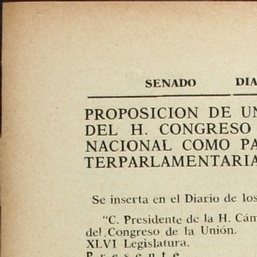 SENADO DIA
PROPOSICION DE UN
DEL H. CONGRESO
NACIONAL COMO PA
TERPARLAMENTARIA
Se inserta en el Diario de los
"C. Presidente de la H. Cám
del Congreso de la Unión.
XLVI Legislatura.
P r e s e n t e